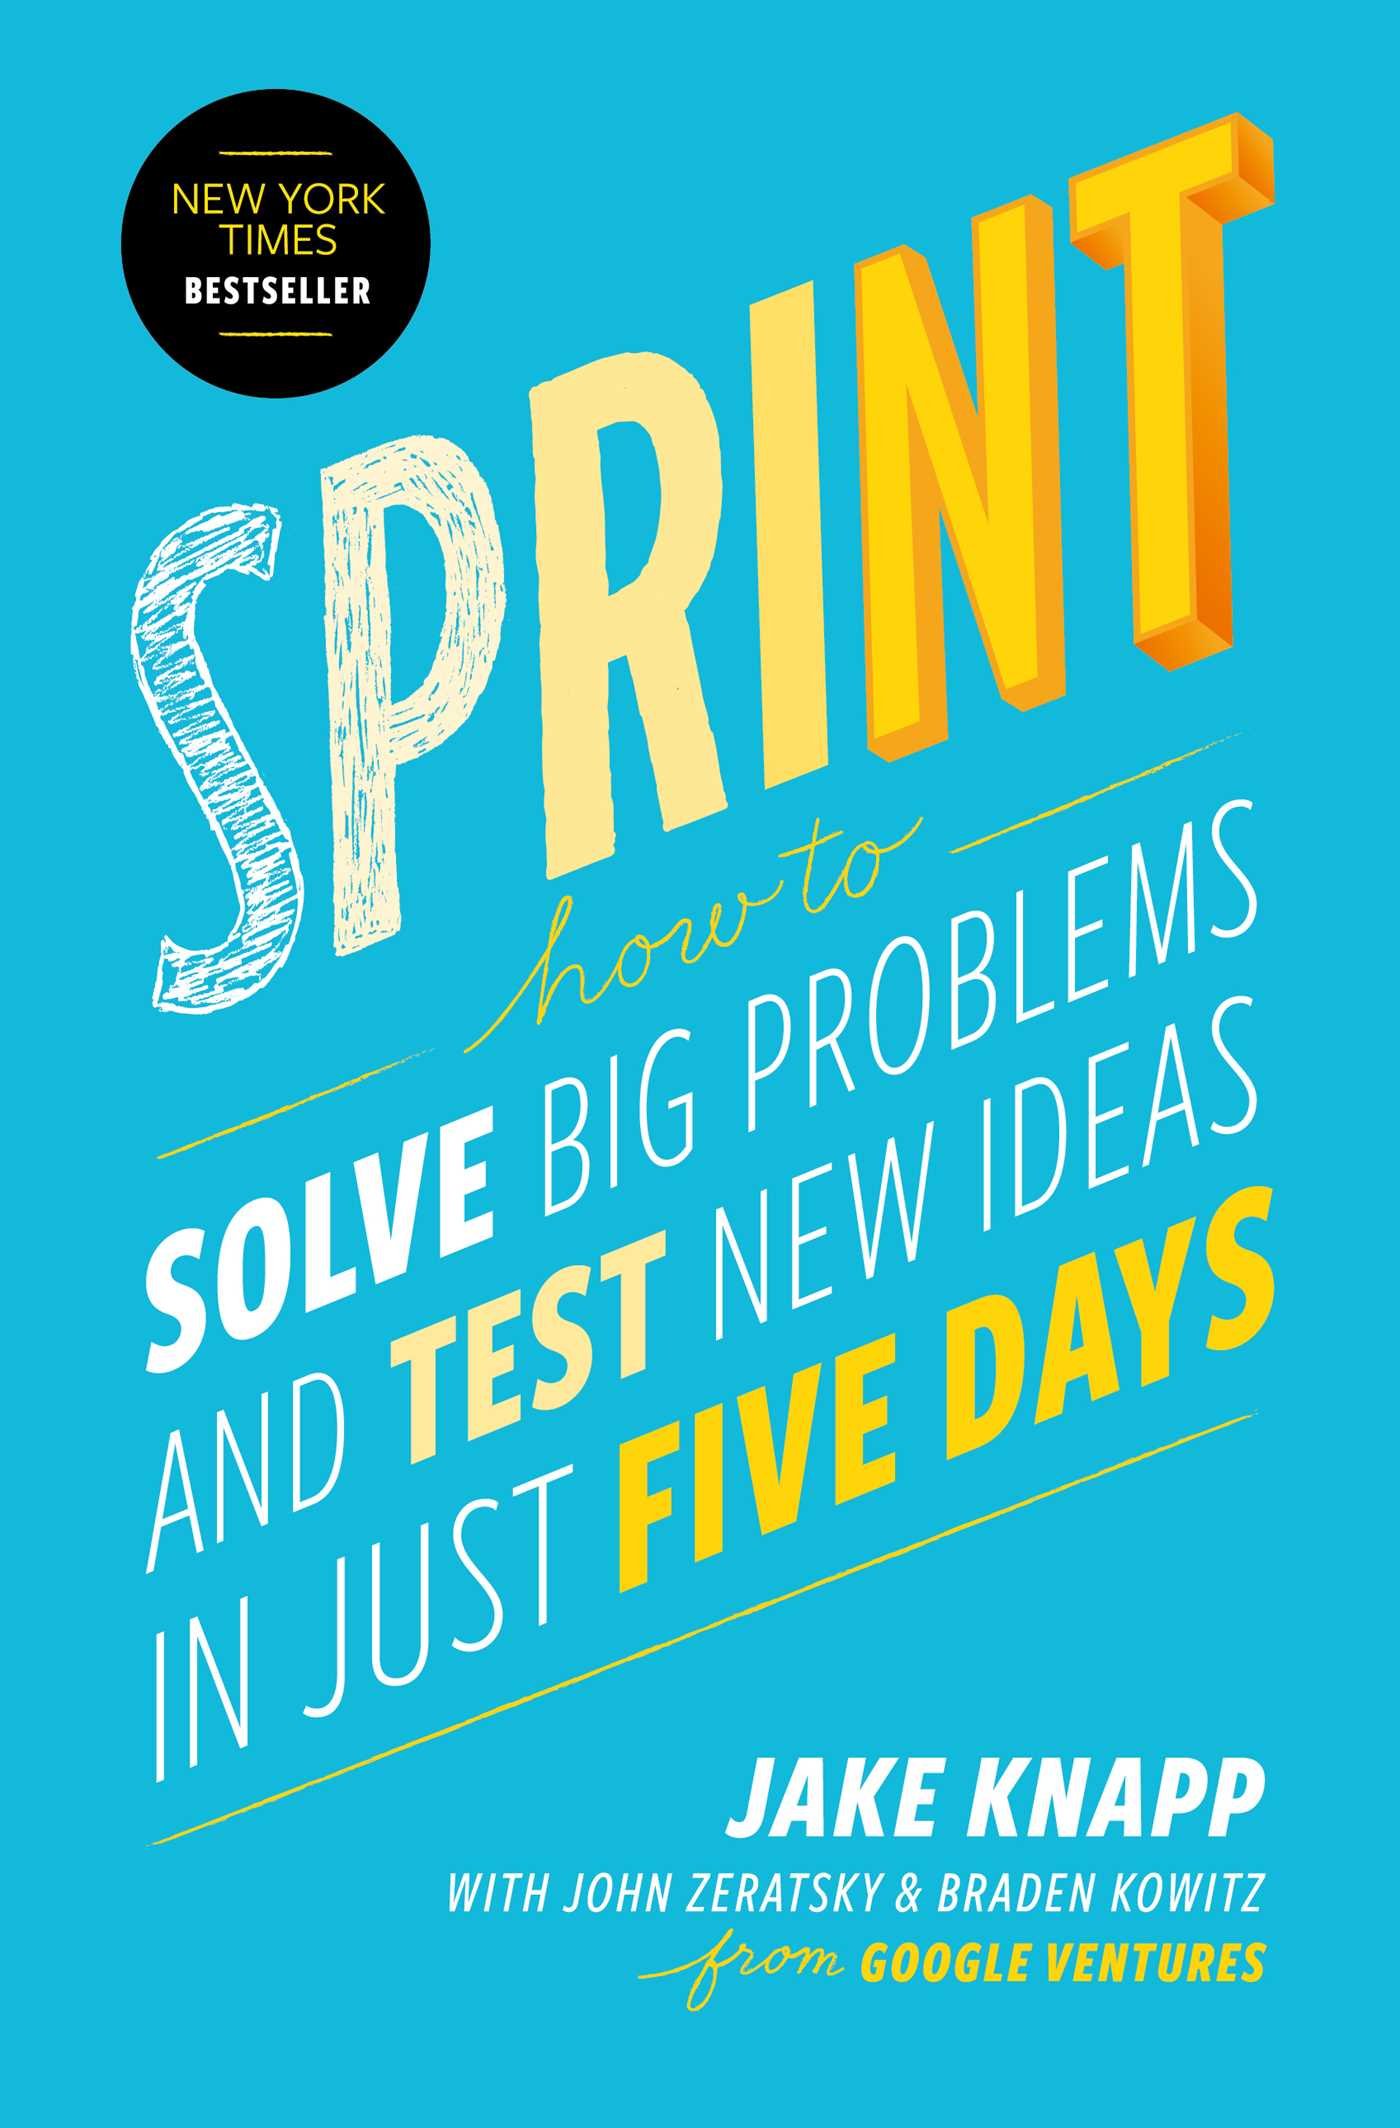 NEW YORK
TIMES
BESTSELLER
SPRINT
how to
SOLVE BIG PROBLEMS
AND TEST NEW IDEAS
IN JUST FIVE DAYS
JAKE KNAPP
WITH JOHN ZERATSKY & BRADEN KOWITZ
from GOOGLE VENTURES